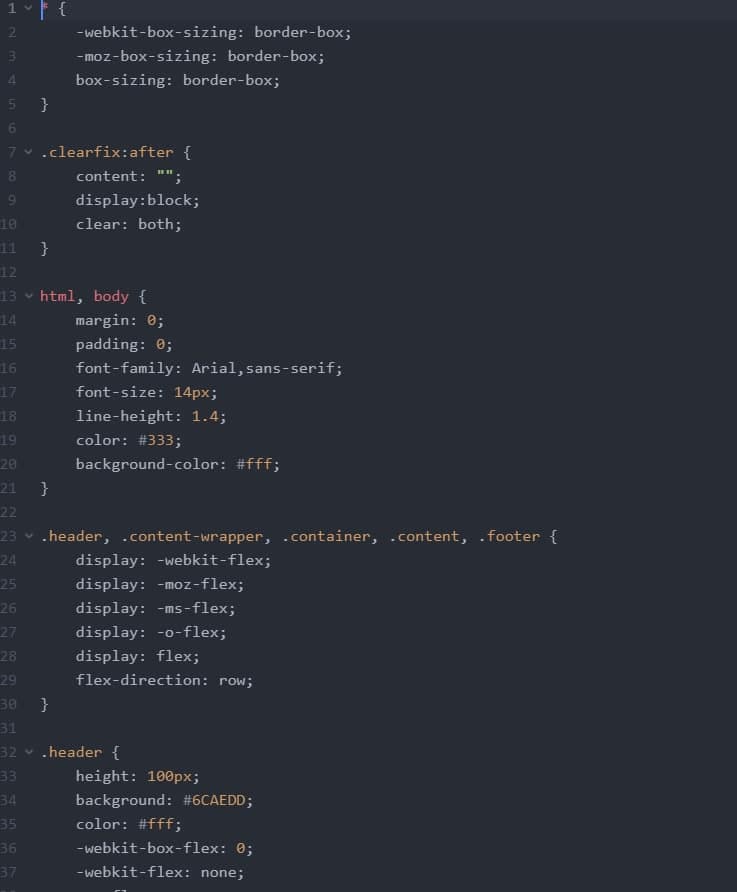 1 * {
2 -webkit-box-sizing: border-box;
3 -moz-box-sizing: border-box;
4 box-sizing: border-box;
5 }
6
7 .clearfix:after {
8 content: "";
9 display:block;
10 clear: both;
11 }
12
13 html, body {
14 margin: 0;
15 padding: 0;
16 font-family: Arial,sans-serif;
17 font-size: 14px;
18 line-height: 1.4;
19 color: #333;
20 background-color: #fff;
21 }
22
23 .header, .content-wrapper, .container, .content, .footer {
24 display: -webkit-flex;
25 display: -moz-flex;
26 display: -ms-flex;
27 display: -o-flex;
28 display: flex;
29 flex-direction: row;
30 }
31
32 .header {
33 height: 100px;
34 background: #6CAEDD;
35 color: #fff;
36 -webkit-box-flex: 0;
37 -webkit-flex: none;